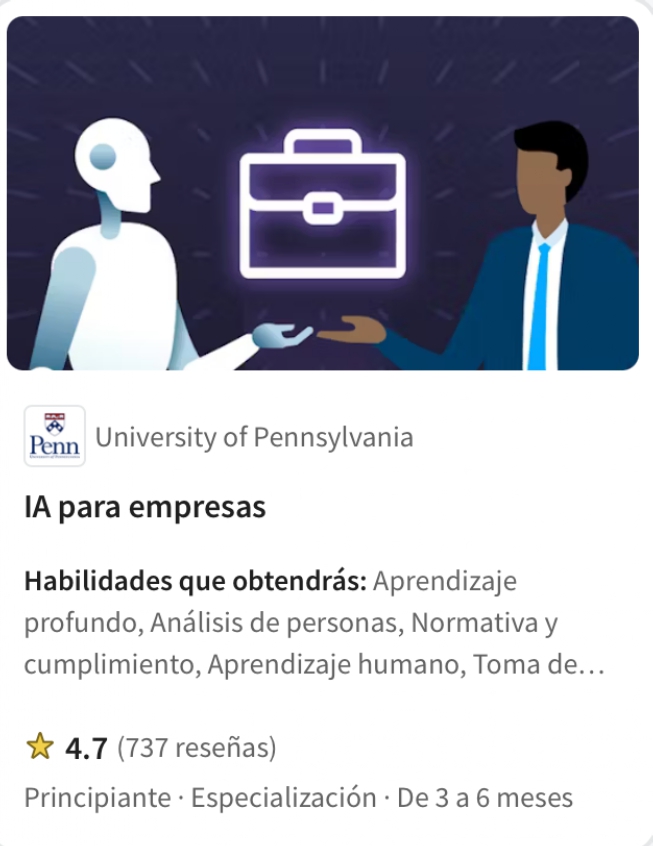 Penn
University of Pennsylvania
IA para empresas
Habilidades que obtendrás: Aprendizaje
profundo, Análisis de personas, Normativa y
cumplimiento, Aprendizaje humano, Toma de…
4.7 (737 reseñas)
Principiante · Especialización · De 3 a 6 meses